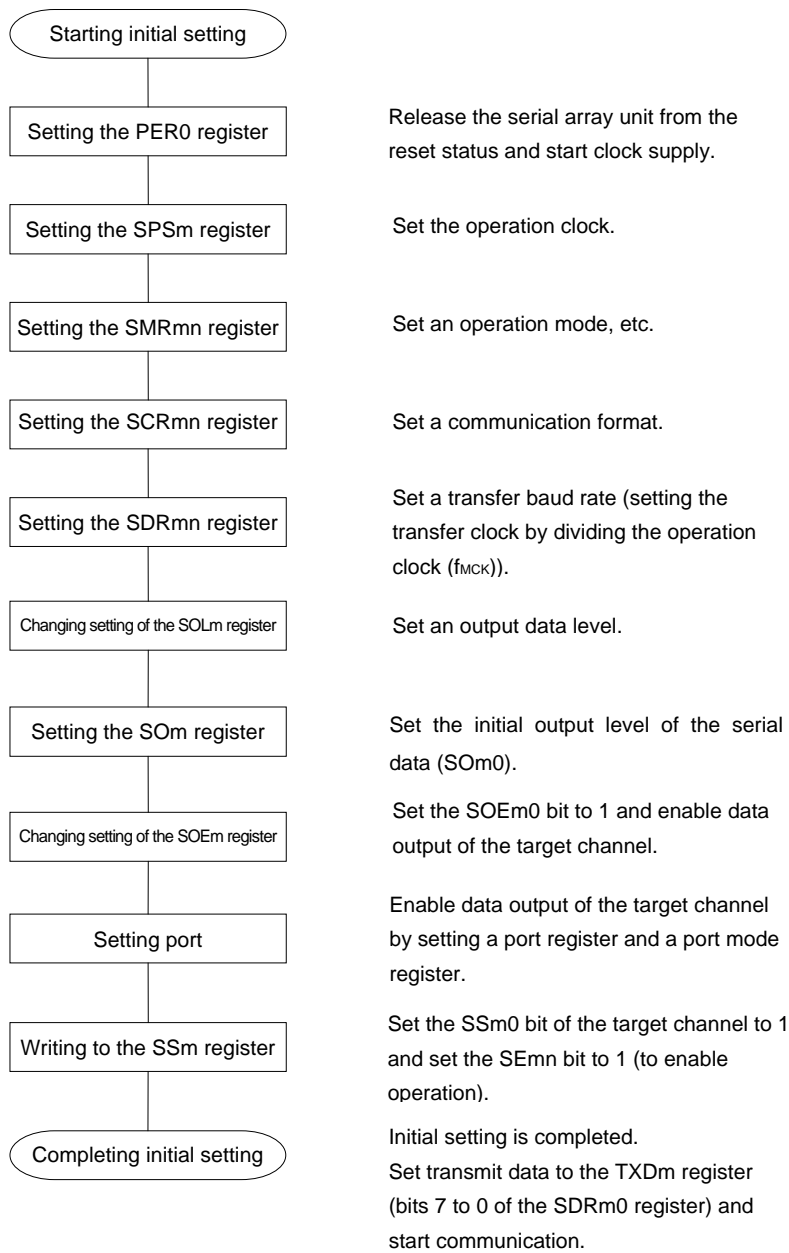 Starting initial setting
Setting the PER0 register
Release the serial array unit from the
reset status and start clock supply.
Setting the SPSm register
Set the operation clock.
Setting the SMRmn register
Set an operation mode, etc.
Setting the SCRmn register
Set a communication format.
Setting the SDRmn register
Set a transfer baud rate (setting the
transfer clock by dividing the operation
clock (fMCK)).
Changing setting of the SOLm register
Set an output data level.
Setting the SOm register
Set the initial output level of the serial
data (SOm0).
Changing setting of the SOEm register
Set the SOEm0 bit to 1 and enable data
output of the target channel.
Setting port
Enable data output of the target channel
by setting a port register and a port mode
register.
Writing to the SSm register
Set the SSm0 bit of the target channel to 1
and set the SEmn bit to 1 (to enable
operation).
Completing initial setting
Initial setting is completed.
Set transmit data to the TXDm register
(bits 7 to 0 of the SDRm0 register) and
start communication.